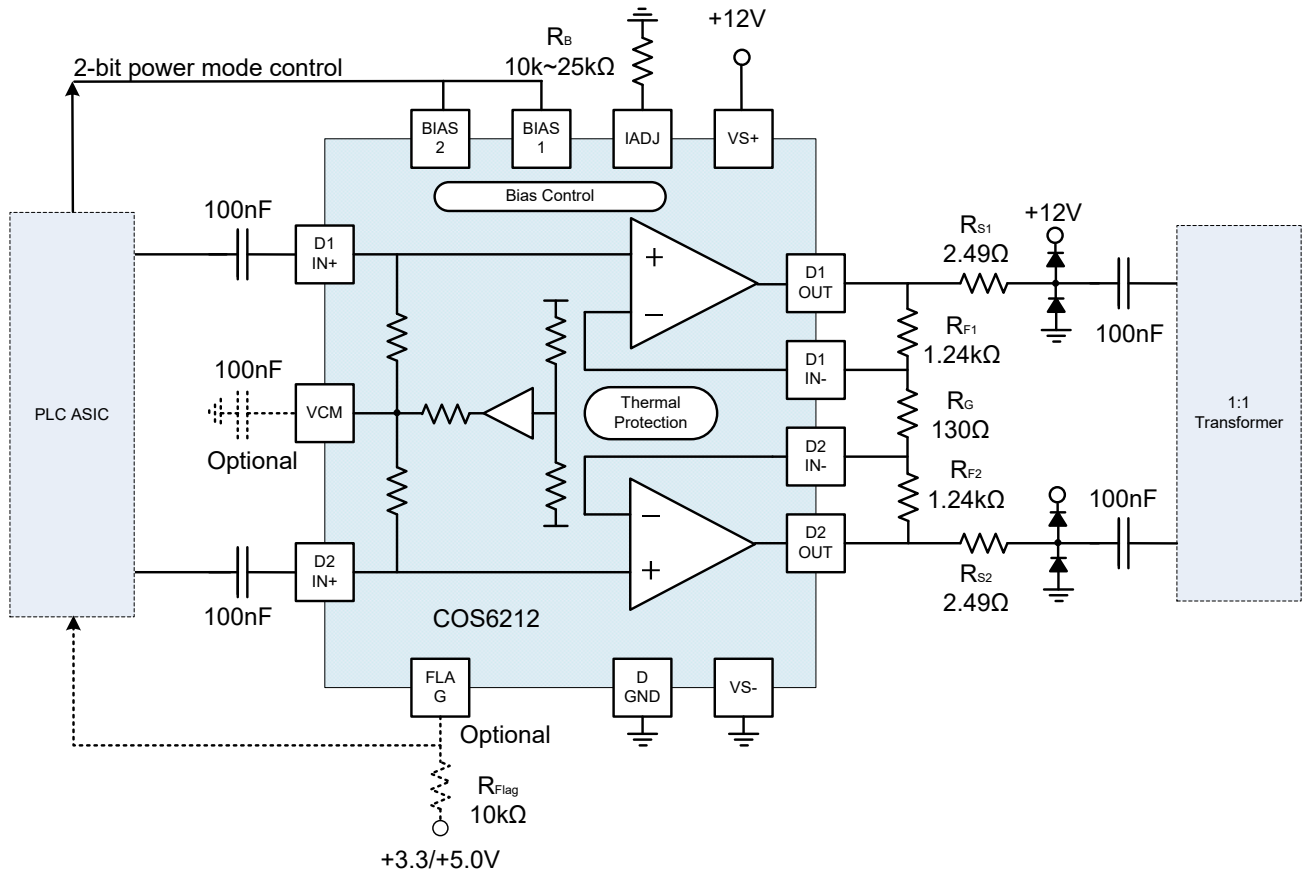 +12V
RB
10k~25kΩ
2-bit power mode control
BIAS
2
BIAS
1
IADJ
VS+
Bias Control
100nF
D1
IN+
+
−
D1
OUT
RS1
2.49Ω
+12V
100nF
RF1
1.24kΩ
D1
IN-
100nF
PLC ASIC
VCM
Optional
Thermal
Protection
RG
130Ω
1:1
Transformer
D2
IN-
RF2
1.24kΩ
100nF
−
+
D2
OUT
D2
IN+
100nF
RS2
2.49Ω
COS6212
FLA
G
D
GND
VS-
Optional
RFlag
10kΩ
+3.3/+5.0V